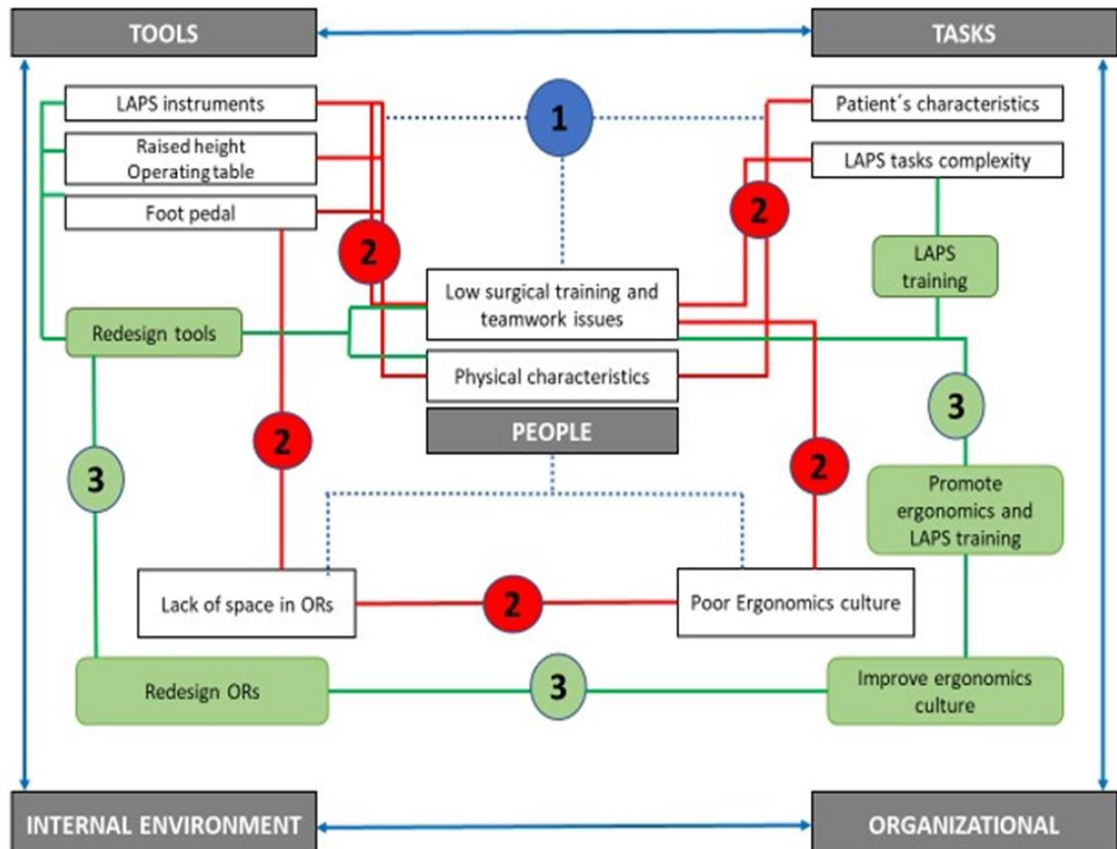 TOOLS
TASKS
LAPS instruments
1
Patient´s characteristics
Raised height
Operating table
LAPS tasks complexity
Foot pedal
2
2
LAPS
training
Low surgical training and
teamwork issues
Redesign tools
Physical characteristics
3
PEOPLE
2
2
3
Promote
ergonomics and
LAPS training
Lack of space in ORs
2
Poor Ergonomics culture
Redesign ORs
3
Improve ergonomics
culture
INTERNAL ENVIRONMENT
ORGANIZATIONAL